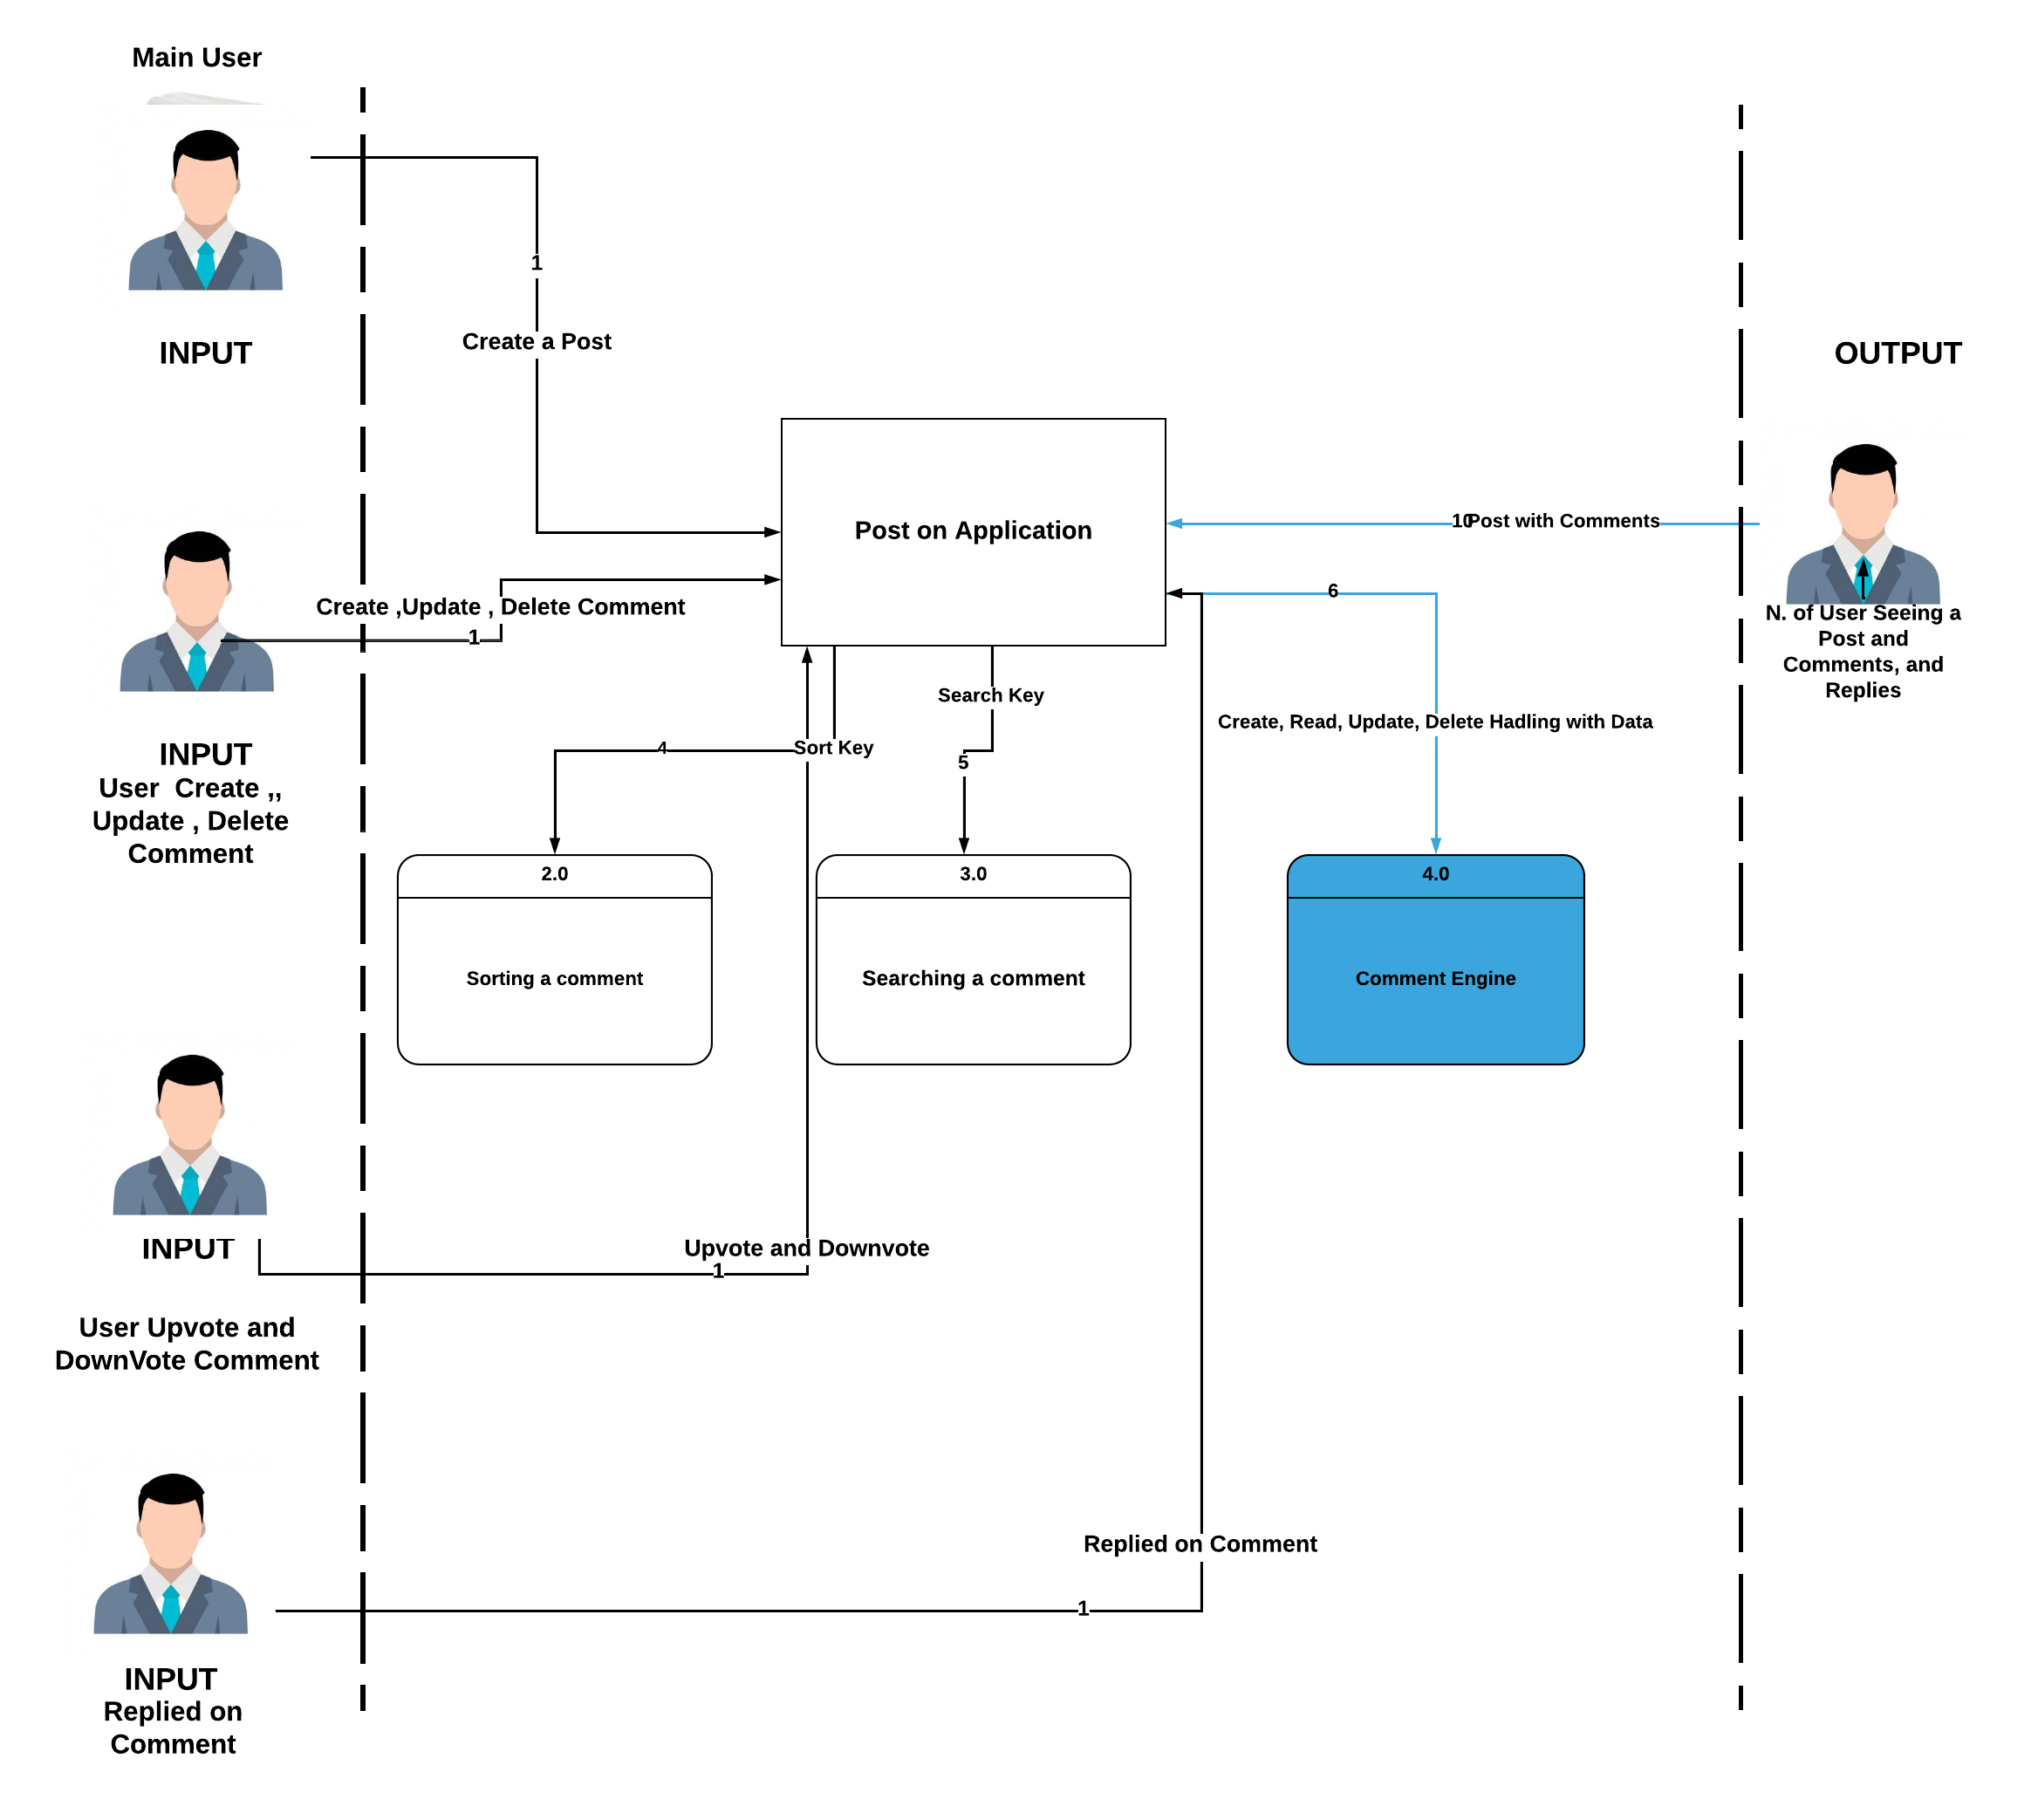 Main User
INPUT
1
Create a Post
OUTPUT
Post on Application
10
Post with Comments
6
N. of User Seeing a
Post and
Comments, and
Replies
Create ,Update , Delete Comment
1
Search Key
Create, Read, Update, Delete Hadling with Data
4
Sort Key
5
INPUT
User  Create ,,
Update , Delete
Comment
2.0
Sorting a comment
3.0
Searching a comment
4.0
Comment Engine
INPUT
Upvote and Downvote
1
User Upvote and
DownVote Comment
Replied on Comment
1
INPUT
Replied on
Comment